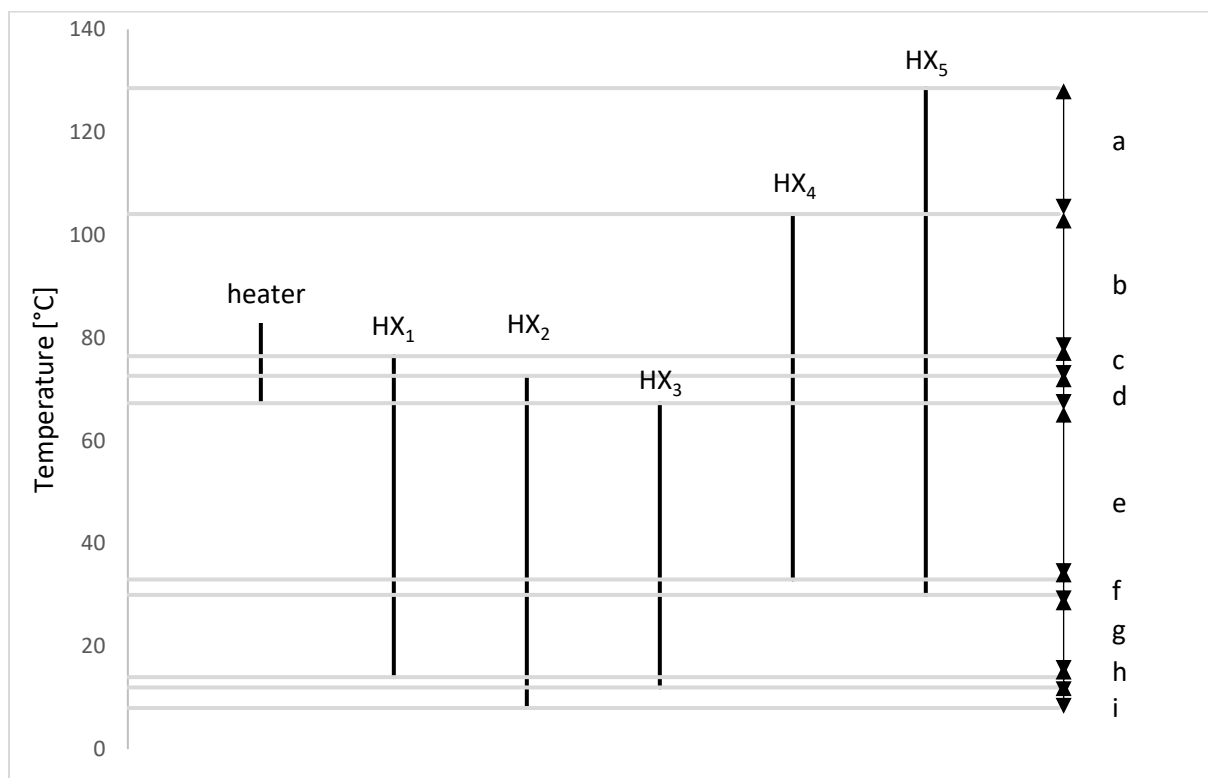 140
HX₅
120
a
HX₄
100
heater
b
80
HX₁
HX₂
c
HX₃
d
60
Temperature [°C]
e
40
f
20
g
h
i
0